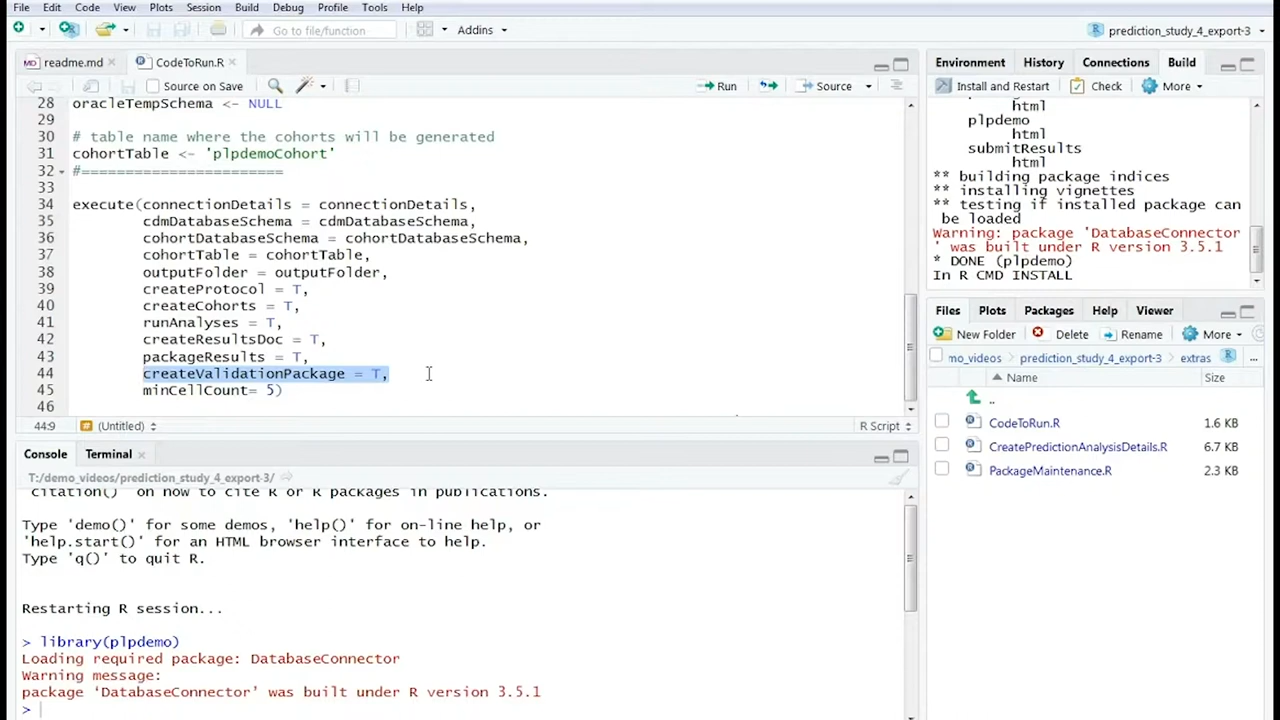 File Edit Code View Plots Session Build Debug Profile Tools Help
Go to file/function
Addins
prediction_study_4_export-3
readme.md
CodeToRun.R
Source on Save
Run
Source
28 oracleTempSchema <- NULL
29
30 # table name where the cohorts will be generated
31 cohortTable <- 'plpdemoCohort'
32 #=======================
33
34 execute(connectionDetails = connectionDetails,
35 cdmDatabaseSchema = cdmDatabaseSchema,
36 cohortDatabaseSchema = cohortDatabaseSchema,
37 cohortTable = cohortTable,
38 outputFolder = outputFolder,
39 createProtocol = T,
40 createCohorts = T,
41 runAnalyses = T,
42 createResultsDoc = T,
43 packageResults = T,
44 createValidationPackage = T,
45 minCellCount= 5)
46
44:9
(Untitled)
R Script
Console Terminal
T:/demo_videos/prediction_study_4_export-3/
'citation()' on how to cite R or R packages in publications.
Type 'demo()' for some demos, 'help()' for on-line help, or
'help.start()' for an HTML browser interface to help.
Type 'q()' to quit R.
Restarting R session...
> library(plpdemo)
Loading required package: DatabaseConnector
Warning message:
package 'DatabaseConnector' was built under R version 3.5.1
>
Environment History Connections Build
Install and Restart Check More
html
plpdemo
html
submitResults
html
** building package indices
** installing vignettes
** testing if installed package can
be loaded
Warning: package 'DatabaseConnector
' was built under R version 3.5.1
* DONE (plpdemo)
In R CMD INSTALL
Files Plots Packages Help Viewer
New Folder Delete Rename More
mo_videos prediction_study_4_export-3 extras ...
Name Size
..
CodeToRun.R 1.6 KB
CreatePredictionAnalysisDetails.R 6.7 KB
PackageMaintenance.R 2.3 KB